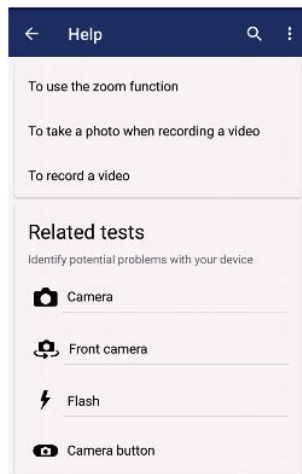 Help
To use the zoom function
To take a photo when recording a video
To record a video
Related tests
Identify potential problems with your device
Camera
Front camera
Flash
Camera button